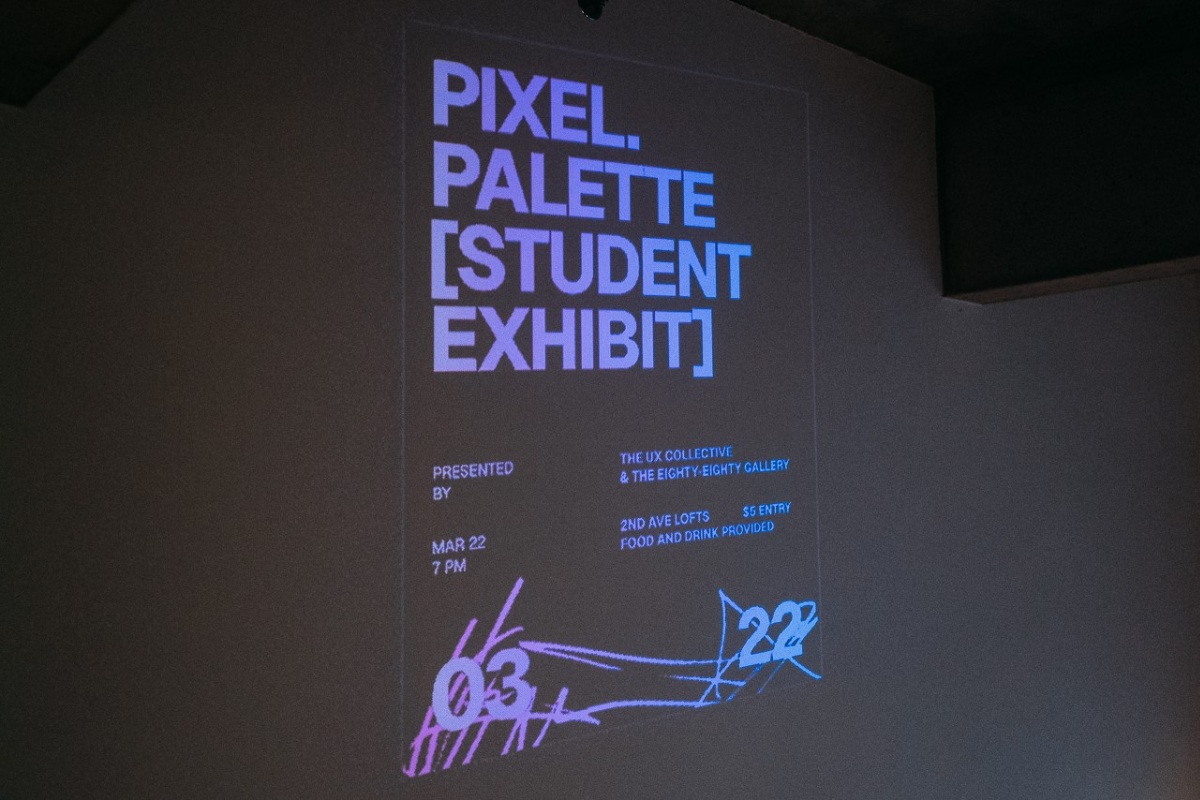 PIXEL.
PALETTE
[STUDENT
EXHIBIT]
PRESENTED
BY
THE UX COLLECTIVE
& THE EIGHTY-EIGHTY GALLERY
MAR 22
7 PM
2ND AVE LOFTS $5 ENTRY
FOOD AND DRINK PROVIDED
03
22